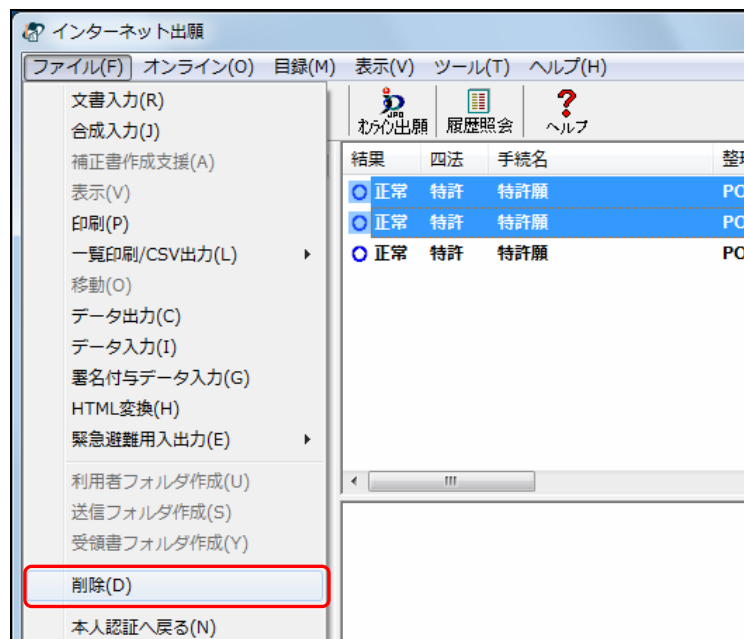 インターネット出願
ファイル(F) オンライン(O) 目録(M) 表示(V) ツール(T) ヘルプ(H)
文書入力(R)
合成入力(J)
補正書作成支援(A)
表示(V)
印刷(P)
一覧印刷/CSV出力(L)
移動(O)
データ出力(C)
データ入力(I)
署名付与データ入力(G)
HTML変換(H)
緊急避難用入出力(E)
利用者フォルダ作成(U)
送信フォルダ作成(S)
受領書フォルダ作成(Y)
削除(D)
本人認証へ戻る(N)
JPO
オンライン出願 履歴照会 ヘルプ
結果 四法 手続名 整理
正常 特許 特許願 PO
正常 特許 特許願 PO
正常 特許 特許願 PO